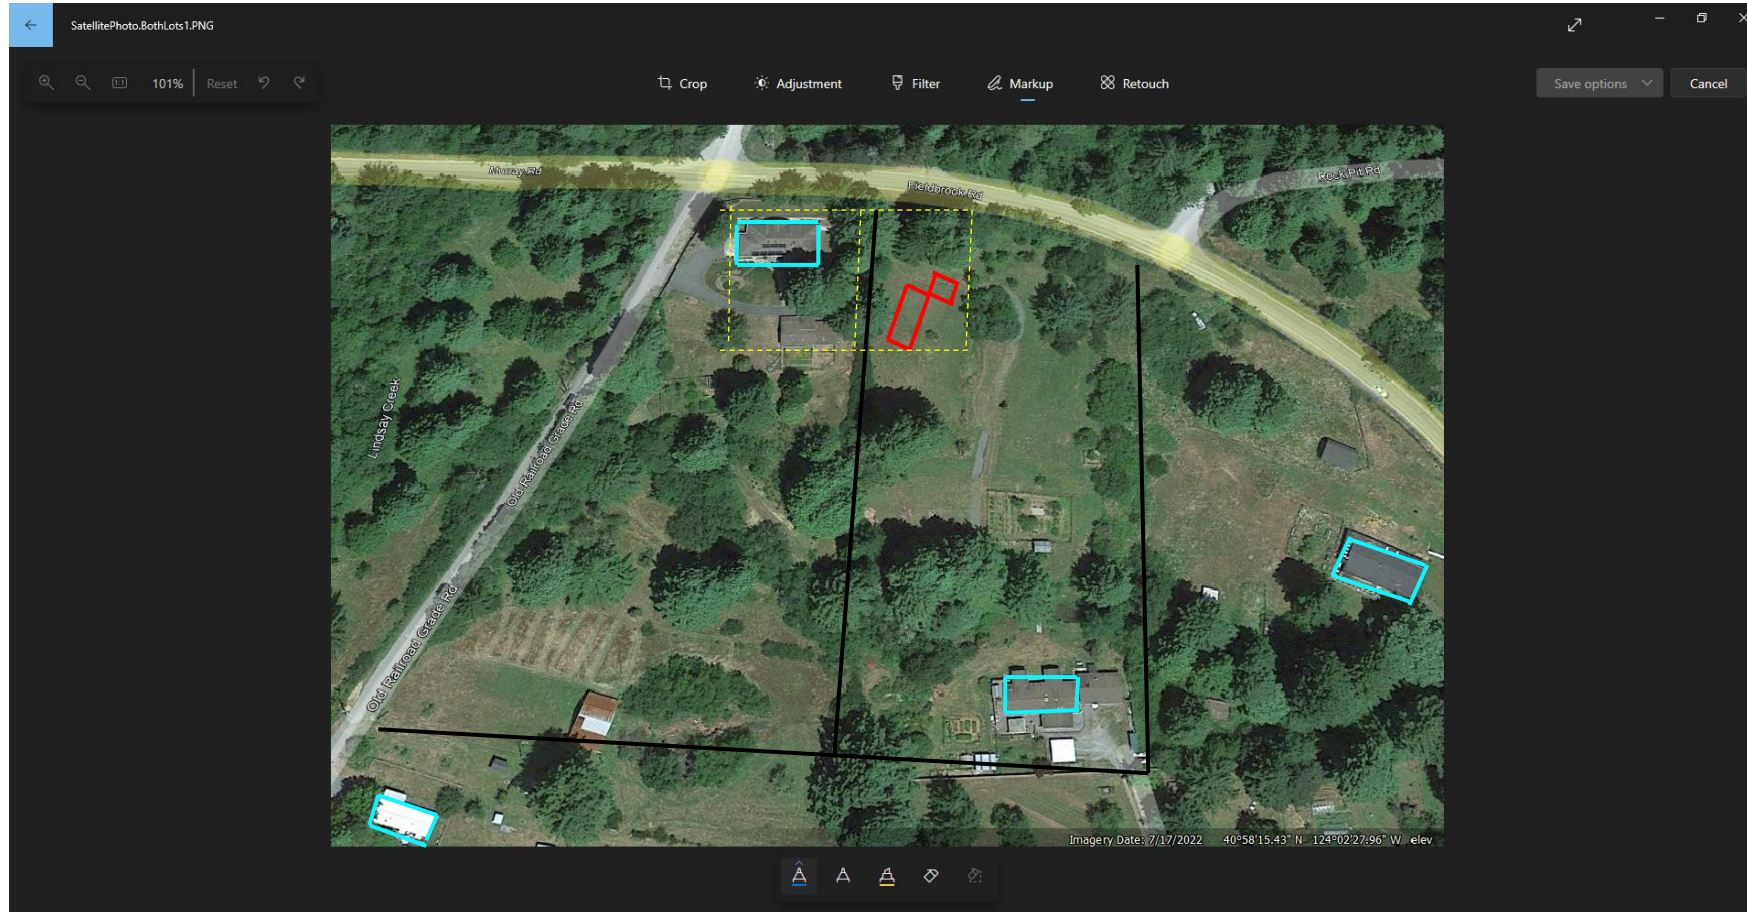 SatellitePhoto.BothLots1.PNG
101%
Reset
Crop
Adjustment
Filter
Markup
Retouch
Save options
Cancel
Murray Rd
Fieldbrook Rd
Rock Pit Rd
Lindsay Creek
Old Railroad Grade Rd
Old Railroad Grade Rd
Imagery Date: 7/17/2022 40°58'15.43" N 124°02'27.96" W elev